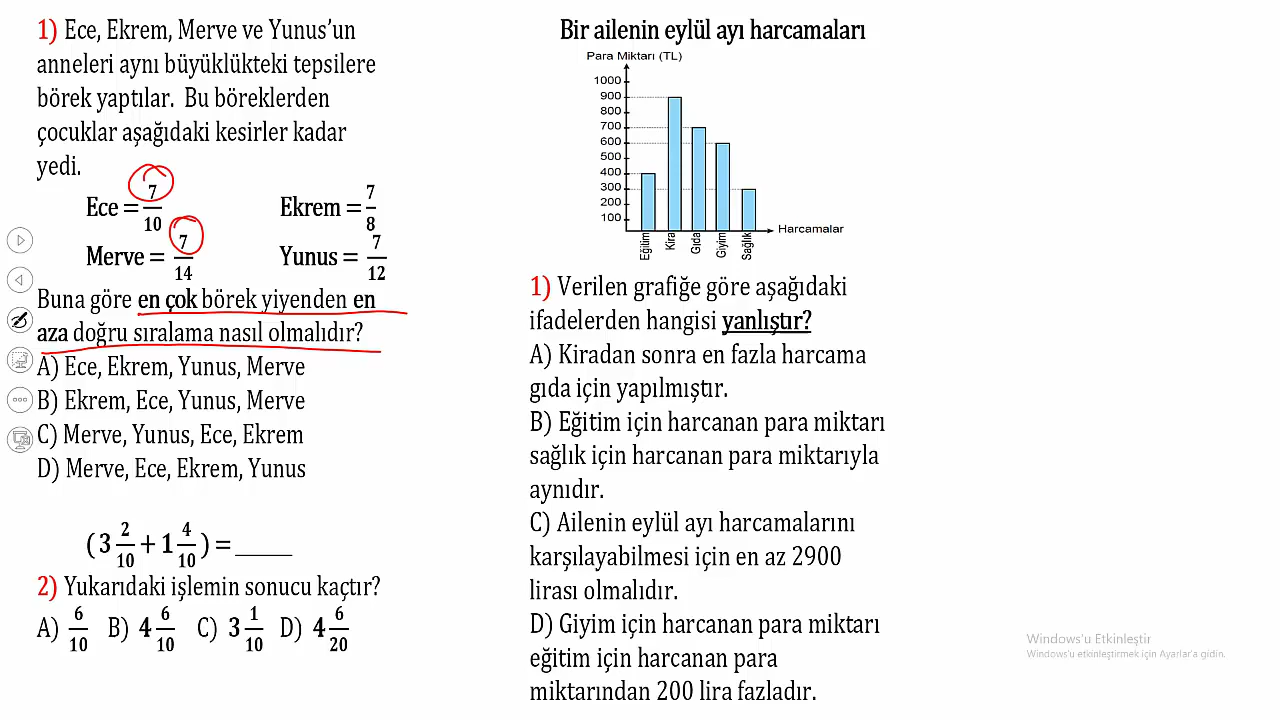 1) Ece, Ekrem, Merve ve Yunus’un
anneleri aynı büyüklükteki tepsilere
börek yaptılar. Bu böreklerden
çocuklar aşağıdaki kesirler kadar
yedi.
Ece = 7/10 Ekrem = 7/8
Merve = 7/14 Yunus = 7/12
Buna göre en çok börek yiyenden en
aza doğru sıralama nasıl olmalıdır?
A) Ece, Ekrem, Yunus, Merve
B) Ekrem, Ece, Yunus, Merve
C) Merve, Yunus, Ece, Ekrem
D) Merve, Ece, Ekrem, Yunus
(3 2/10 + 1 4/10) = _____
2) Yukarıdaki işlemin sonucu kaçtır?
A) 6/10 B) 4 6/10 C) 3 1/10 D) 4 6/20
Bir ailenin eylül ayı harcamaları
Para Miktarı (TL)
1000
900
800
700
600
500
400
300
200
100
Eğitim
Kira
Gıda
Giyim
Sağlık
Harcamalar
1) Verilen grafiğe göre aşağıdaki
ifadelerden hangisi yanlıştır?
A) Kiradan sonra en fazla harcama
gıda için yapılmıştır.
B) Eğitim için harcanan para miktarı
sağlık için harcanan para miktarıyla
aynıdır.
C) Ailenin eylül ayı harcamalarını
karşılayabilmesi için en az 2900
lirası olmalıdır.
D) Giyim için harcanan para miktarı
eğitim için harcanan para
miktarından 200 lira fazladır.
Windows'u Etkinleştir
Windows'u etkinleştirmek için Ayarlar'a gidin.